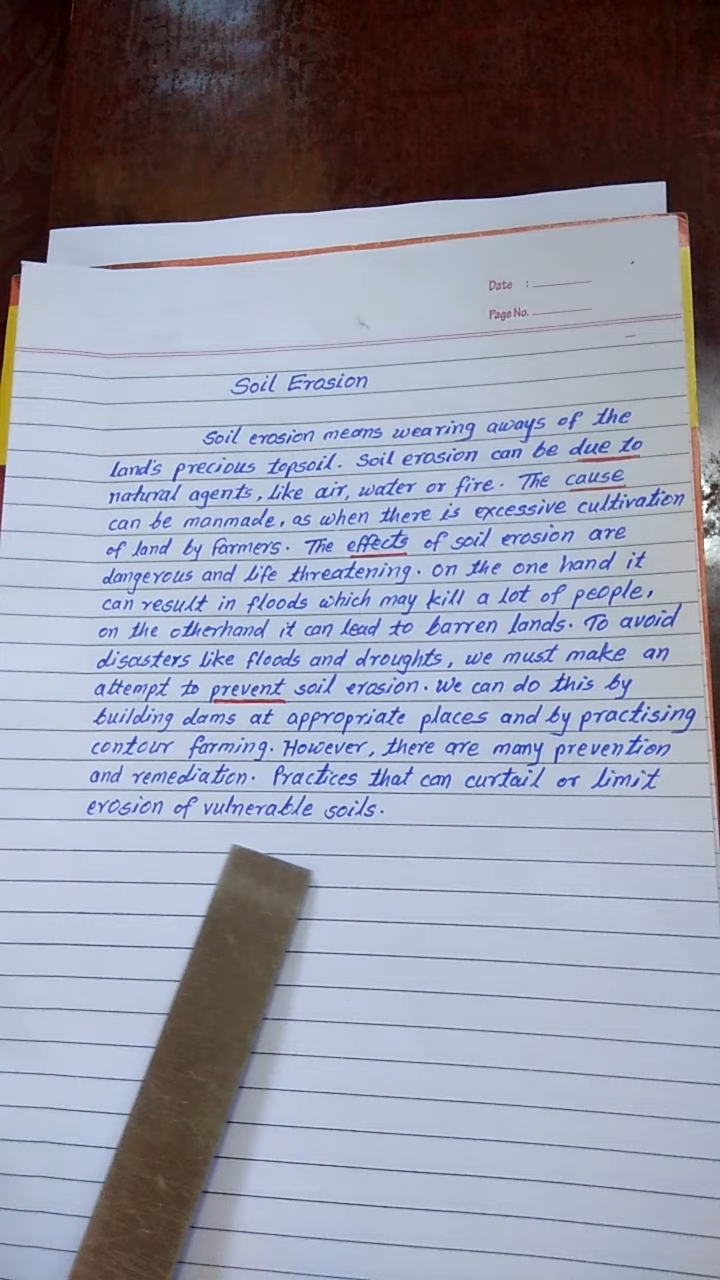 Date :
Page No.
Soil Erosion
Soil erosion means wearing aways of the
land's precious topsoil. Soil erosion can be due to
natural agents, like air, water or fire. The cause
can be manmade, as when there is excessive cultivation
of land by farmers. The effects of soil erosion are
dangerous and life threatening. on the one hand it
can result in floods which may kill a lot of people,
on the otherhand it can lead to barren lands. To avoid
disasters like floods and droughts, we must make an
attempt to prevent soil erosion. We can do this by
building dams at appropriate places and by practising
contour farming. However, there are many prevention
and remediation. Practices that can curtail or limit
erosion of vulnerable soils.